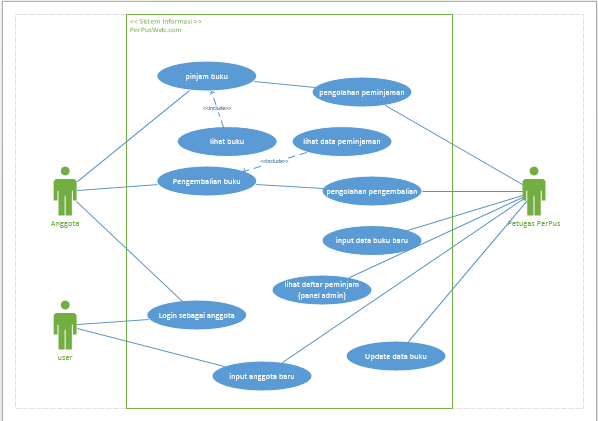 << Sistem Informasi >>
PerPusWeb.com
pinjam buku
pengolahan peminjaman
<<include>>
lihat buku
lihat data peminjaman
<<include>>
Pengembalian buku
pengolahan pengembalian
Anggota
Petugas PerPus
input data buku baru
lihat daftar peminjam
(panel admin)
Login sebagai anggota
user
Update data buku
input anggota baru